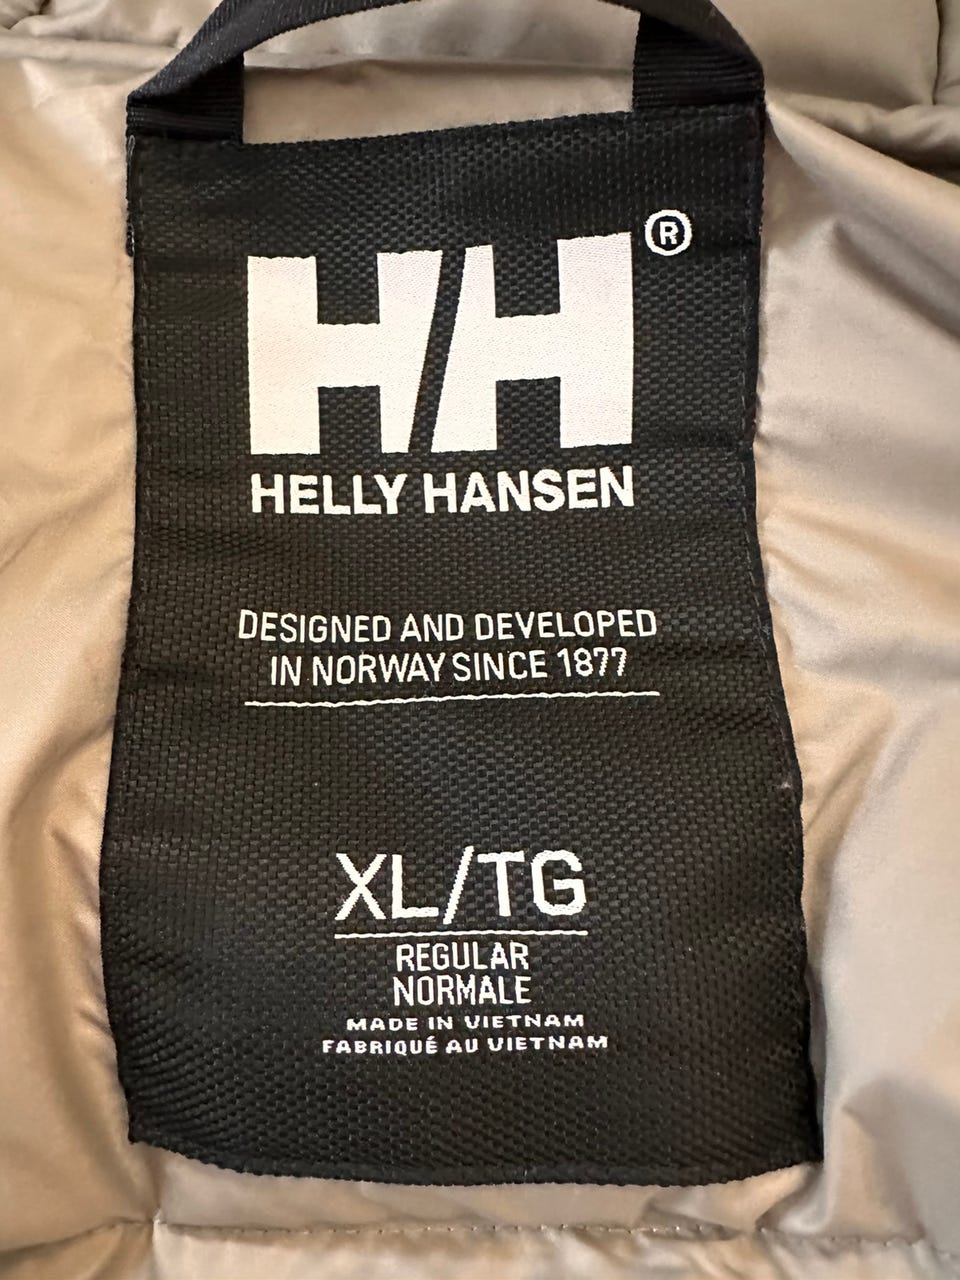 HH®
HELLY HANSEN
DESIGNED AND DEVELOPED
IN NORWAY SINCE 1877
XL/TG
REGULAR
NORMALE
MADE IN VIETNAM
FABRIQUÉ AU VIETNAM